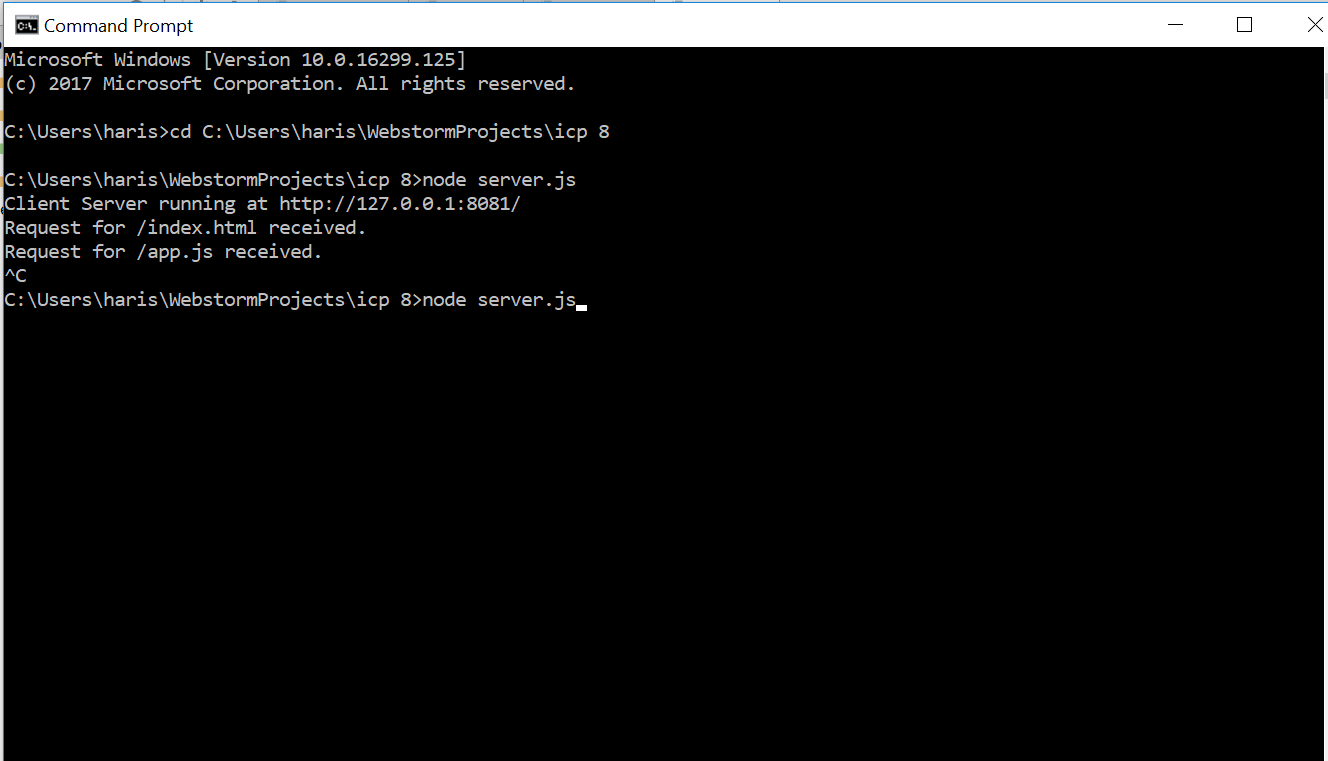 Command Prompt
Microsoft Windows [Version 10.0.16299.125]
(c) 2017 Microsoft Corporation. All rights reserved.
C:\Users\haris>cd C:\Users\haris\WebstormProjects\icp 8
C:\Users\haris\WebstormProjects\icp 8>node server.js
Client Server running at http://127.0.0.1:8081/
Request for /index.html received.
Request for /app.js received.
^C
C:\Users\haris\WebstormProjects\icp 8>node server.js